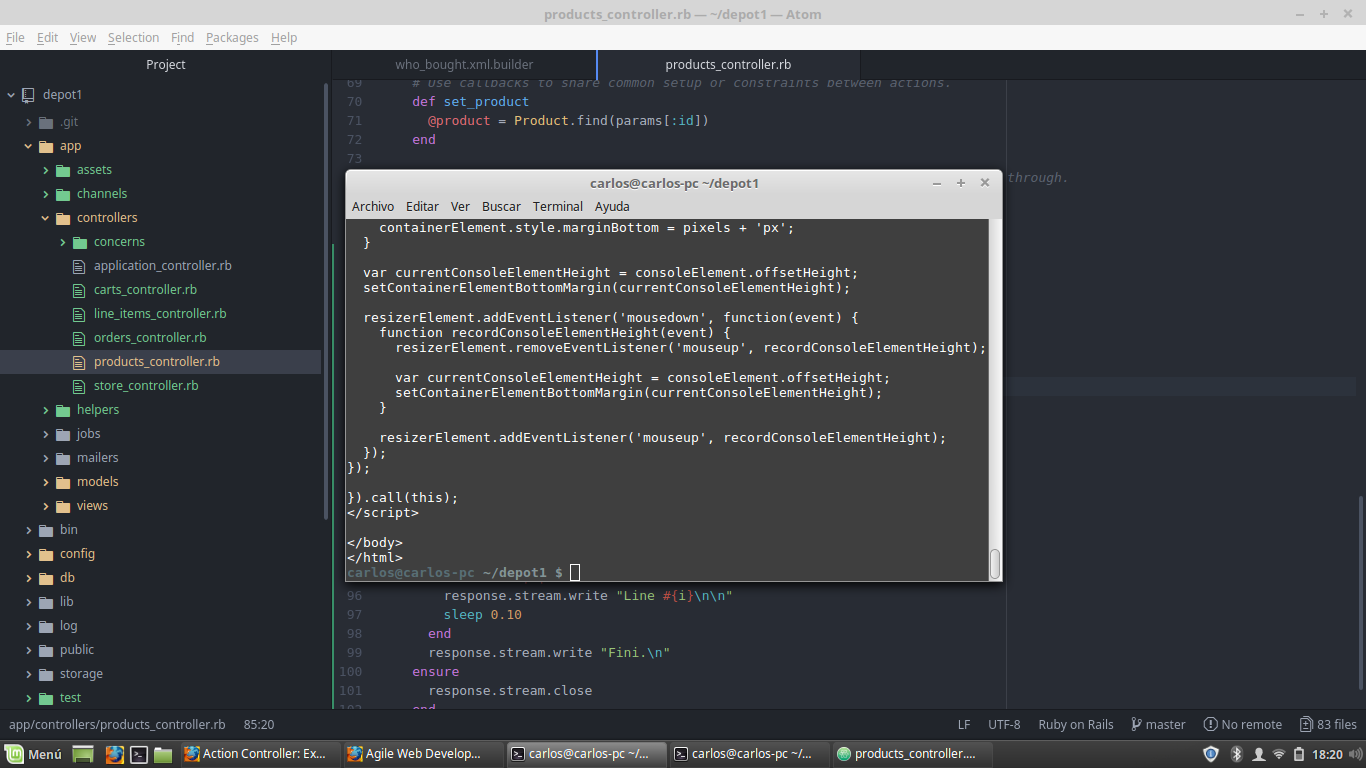 products_controller.rb — ~/depot1 — Atom
File Edit View Selection Find Packages Help
Project
who_bought.xml.builder
products_controller.rb
depot1
.git
app
assets
channels
controllers
concerns
application_controller.rb
carts_controller.rb
line_items_controller.rb
orders_controller.rb
products_controller.rb
store_controller.rb
helpers
jobs
mailers
models
views
bin
config
db
lib
log
public
storage
test
69 # Use callbacks to share common setup or constraints between actions.
70 def set_product
71 @product = Product.find(params[:id])
72 end
73
through.
carlos@carlos-pc ~/depot1
Archivo Editar Ver Buscar Terminal Ayuda
containerElement.style.marginBottom = pixels + 'px';
}
var currentConsoleElementHeight = consoleElement.offsetHeight;
setContainerElementBottomMargin(currentConsoleElementHeight);
resizerElement.addEventListener('mousedown', function(event) {
function recordConsoleElementHeight(event) {
resizerElement.removeEventListener('mouseup', recordConsoleElementHeight);
var currentConsoleElementHeight = consoleElement.offsetHeight;
setContainerElementBottomMargin(currentConsoleElementHeight);
}
resizerElement.addEventListener('mouseup', recordConsoleElementHeight);
});
});
}).call(this);
</script>
</body>
</html>
carlos@carlos-pc ~/depot1 $
96 response.stream.write "Line #{i}\n\n"
97 sleep 0.10
98 end
99 response.stream.write "Fini.\n"
100 ensure
101 response.stream.close
102 end
app/controllers/products_controller.rb 85:20
LF UTF-8 Ruby on Rails master No remote 83 files
Menú
Action Controller: Ex...
Agile Web Develop...
carlos@carlos-pc ~/...
carlos@carlos-pc ~/...
products_controller....
18:20